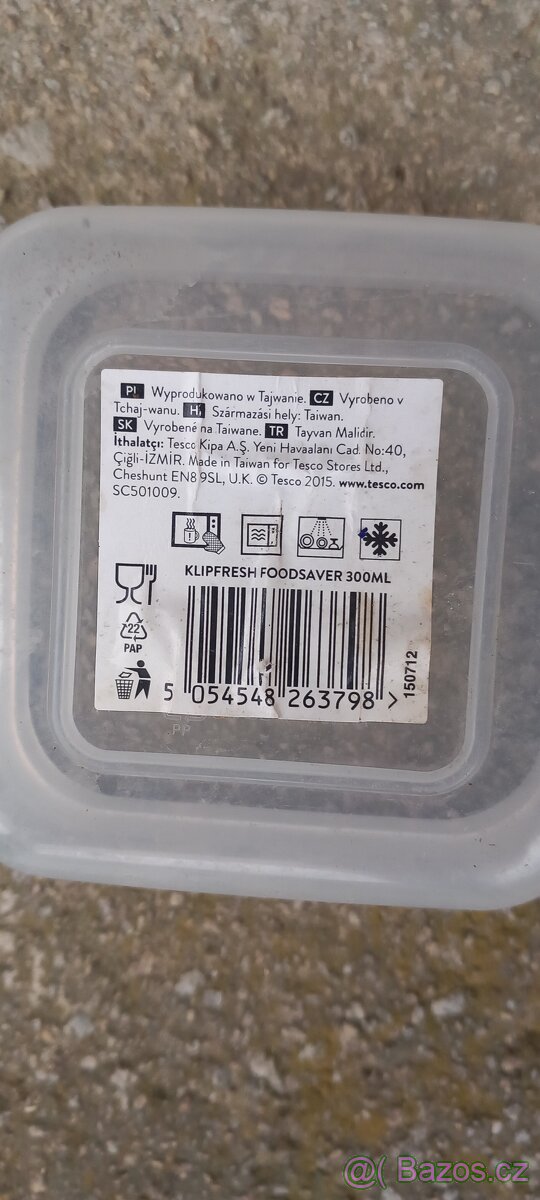 PL Wyprodukowano w Tajwanie. CZ Vyrobeno v
Tchaj-wanu. H Származási hely: Taiwan.
SK Vyrobené na Taiwane. TR Tayvan Malidir.
İthalatçı: Tesco Kipa A.Ş. Yeni Havaalanı Cad. No:40,
Çiğli-İZMİR. Made in Taiwan for Tesco Stores Ltd.,
Cheshunt EN8 9SL, U.K. © Tesco 2015. www.tesco.com
SC501009.
KLIPFRESH FOODSAVER 300ML
22
PAP
150712
5 054548 263798 >
PP
@( Bazos.cz